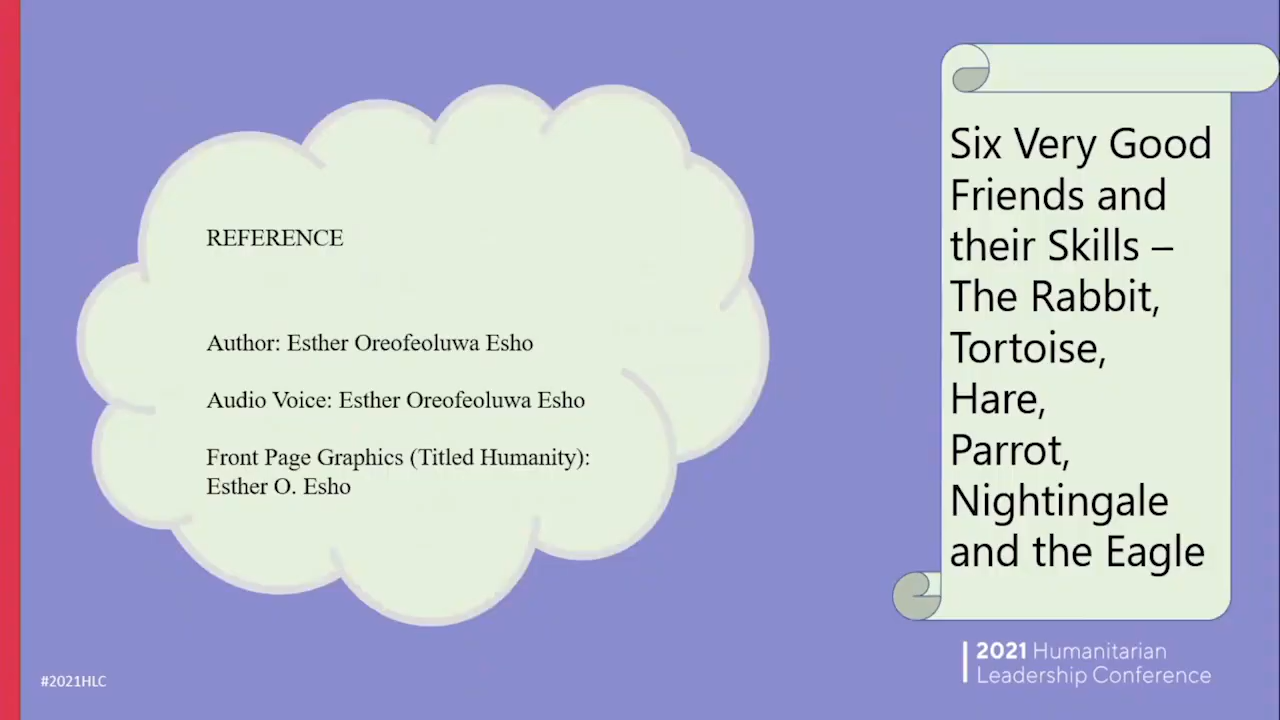 REFERENCE
Author: Esther Oreofeoluwa Esho
Audio Voice: Esther Oreofeoluwa Esho
Front Page Graphics (Titled Humanity):
Esther O. Esho
Six Very Good
Friends and
their Skills –
The Rabbit,
Tortoise,
Hare,
Parrot,
Nightingale
and the Eagle
#2021HLC
2021 Humanitarian
Leadership Conference